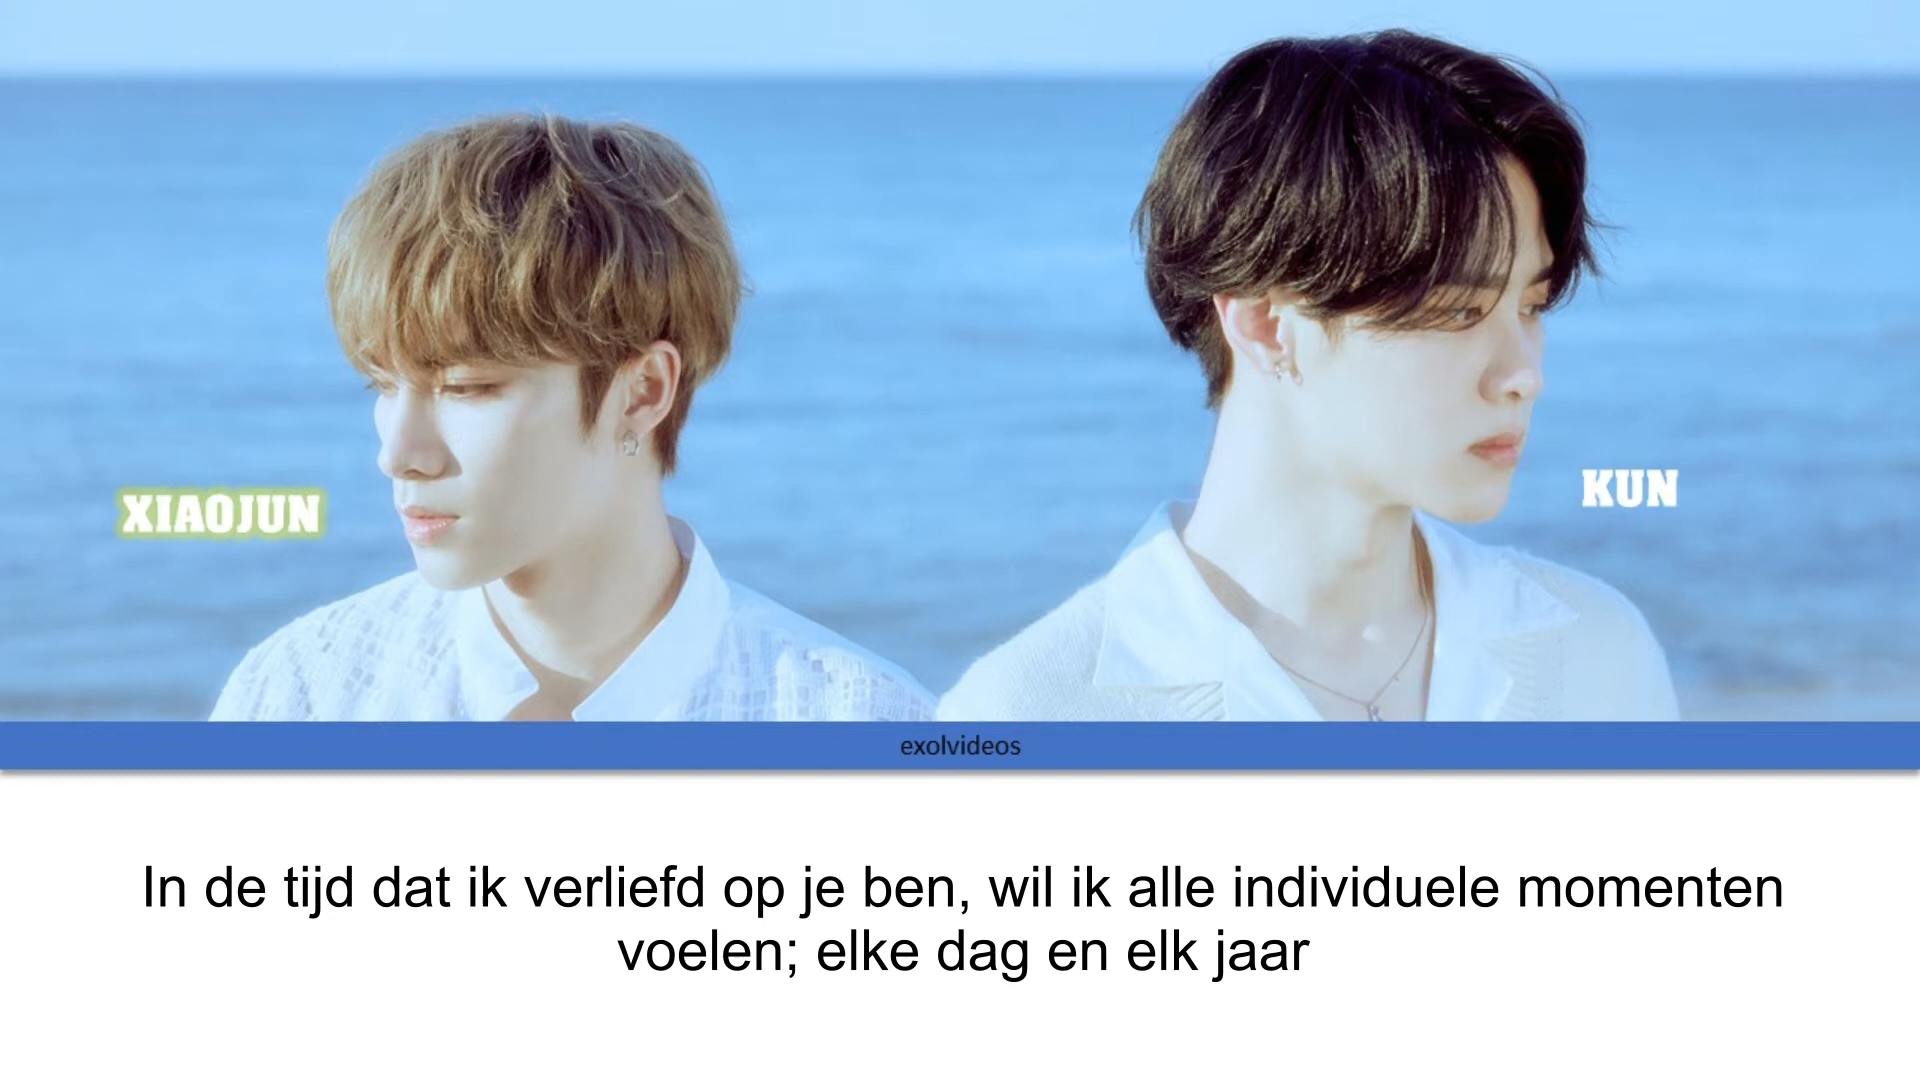 XIAOJUN
KUN
exolvideos
In de tijd dat ik verliefd op je ben, wil ik alle individuele momenten
voelen; elke dag en elk jaar